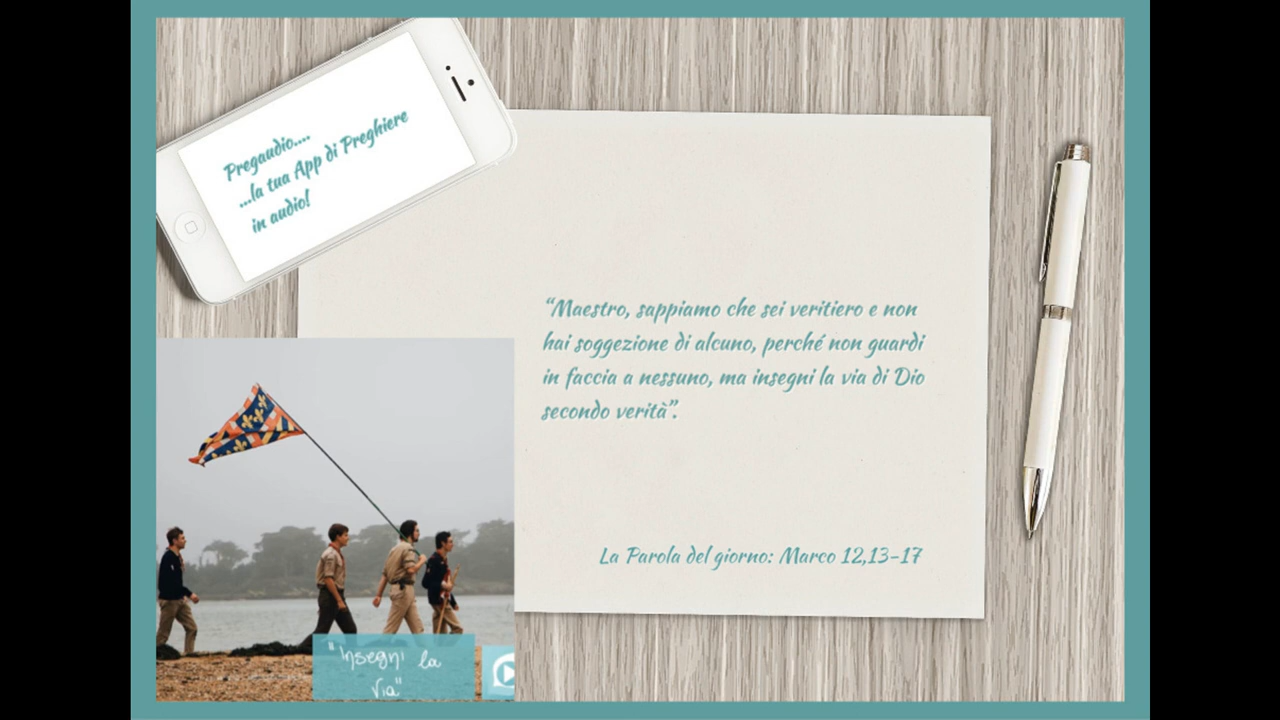 Pregaudio....
...la tua App di Preghiere
in audio!
“Maestro, sappiamo che sei veritiero e non
hai soggezione di alcuno, perché non guardi
in faccia a nessuno, ma insegni la via di Dio
secondo verità”.
La Parola del giorno: Marco 12,13-17
"Insegni la
via"